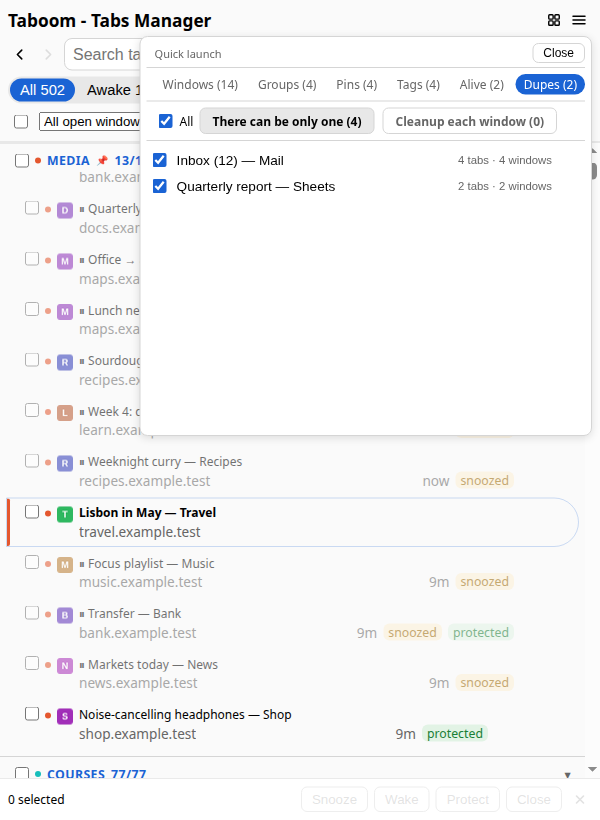 Taboom - Tabs Manager
Search ta
Quick launch
Close
All 502
Awake 1
Windows (14)
Groups (4)
Pins (4)
Tags (4)
Alive (2)
Dupes (2)
All open window
All
There can be only one (4)
Cleanup each window (0)
Inbox (12) — Mail
4 tabs · 4 windows
Quarterly report — Sheets
2 tabs · 2 windows
MEDIA 📌 13/1
bank.exar
D
Quarterly
docs.exar
M
Office →
maps.exa
M
Lunch ne
maps.exa
R
Sourdoug
recipes.ex
L
Week 4: c
learn.exar
R
Weeknight curry — Recipes
recipes.example.test
now
snoozed
T
Lisbon in May — Travel
travel.example.test
M
Focus playlist — Music
music.example.test
9m
snoozed
B
Transfer — Bank
bank.example.test
9m
snoozed
protected
N
Markets today — News
news.example.test
9m
snoozed
S
Noise-cancelling headphones — Shop
shop.example.test
9m
protected
COURSES 77/77
0 selected
Snooze
Wake
Protect
Close